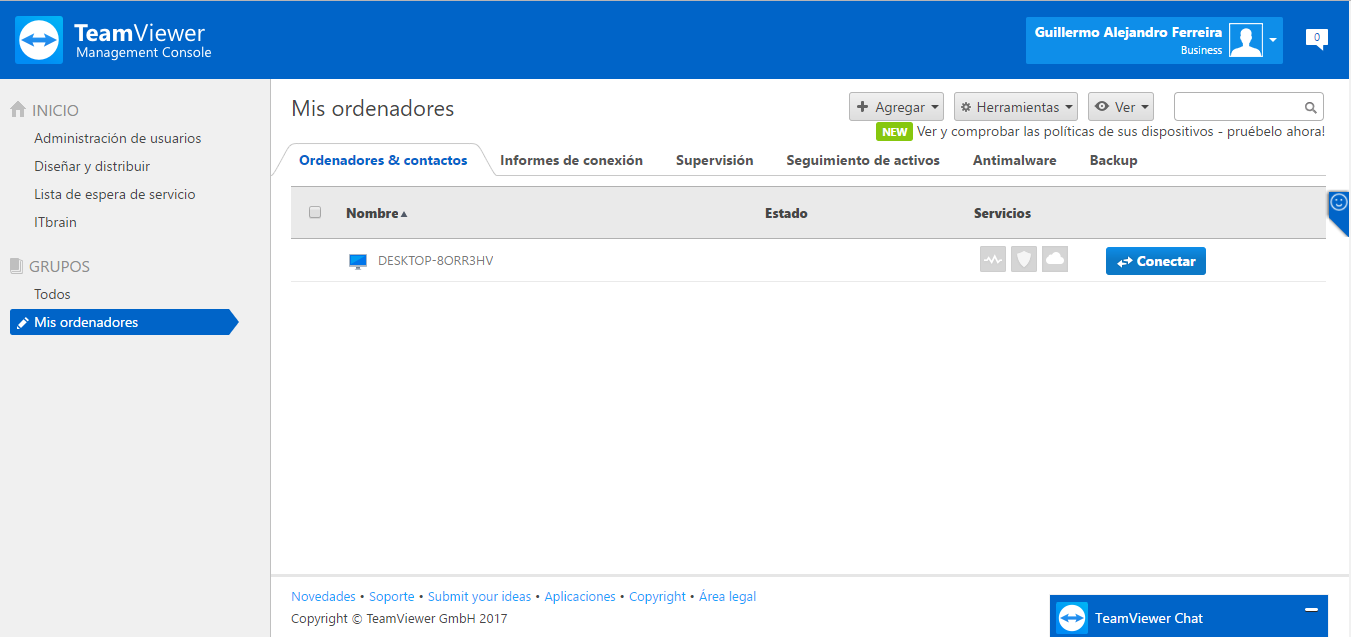 TeamViewer
Management Console
Guillermo Alejandro Ferreira
Business
0
INICIO
Administración de usuarios
Diseñar y distribuir
Lista de espera de servicio
ITbrain
GRUPOS
Todos
Mis ordenadores
Mis ordenadores
Agregar
Herramientas
Ver
NEW Ver y comprobar las políticas de sus dispositivos - pruébelo ahora!
Ordenadores & contactos
Informes de conexión
Supervisión
Seguimiento de activos
Antimalware
Backup
Nombre
Estado
Servicios
DESKTOP-8ORR3HV
Conectar
Novedades • Soporte • Submit your ideas • Aplicaciones • Copyright • Área legal
Copyright © TeamViewer GmbH 2017
TeamViewer Chat